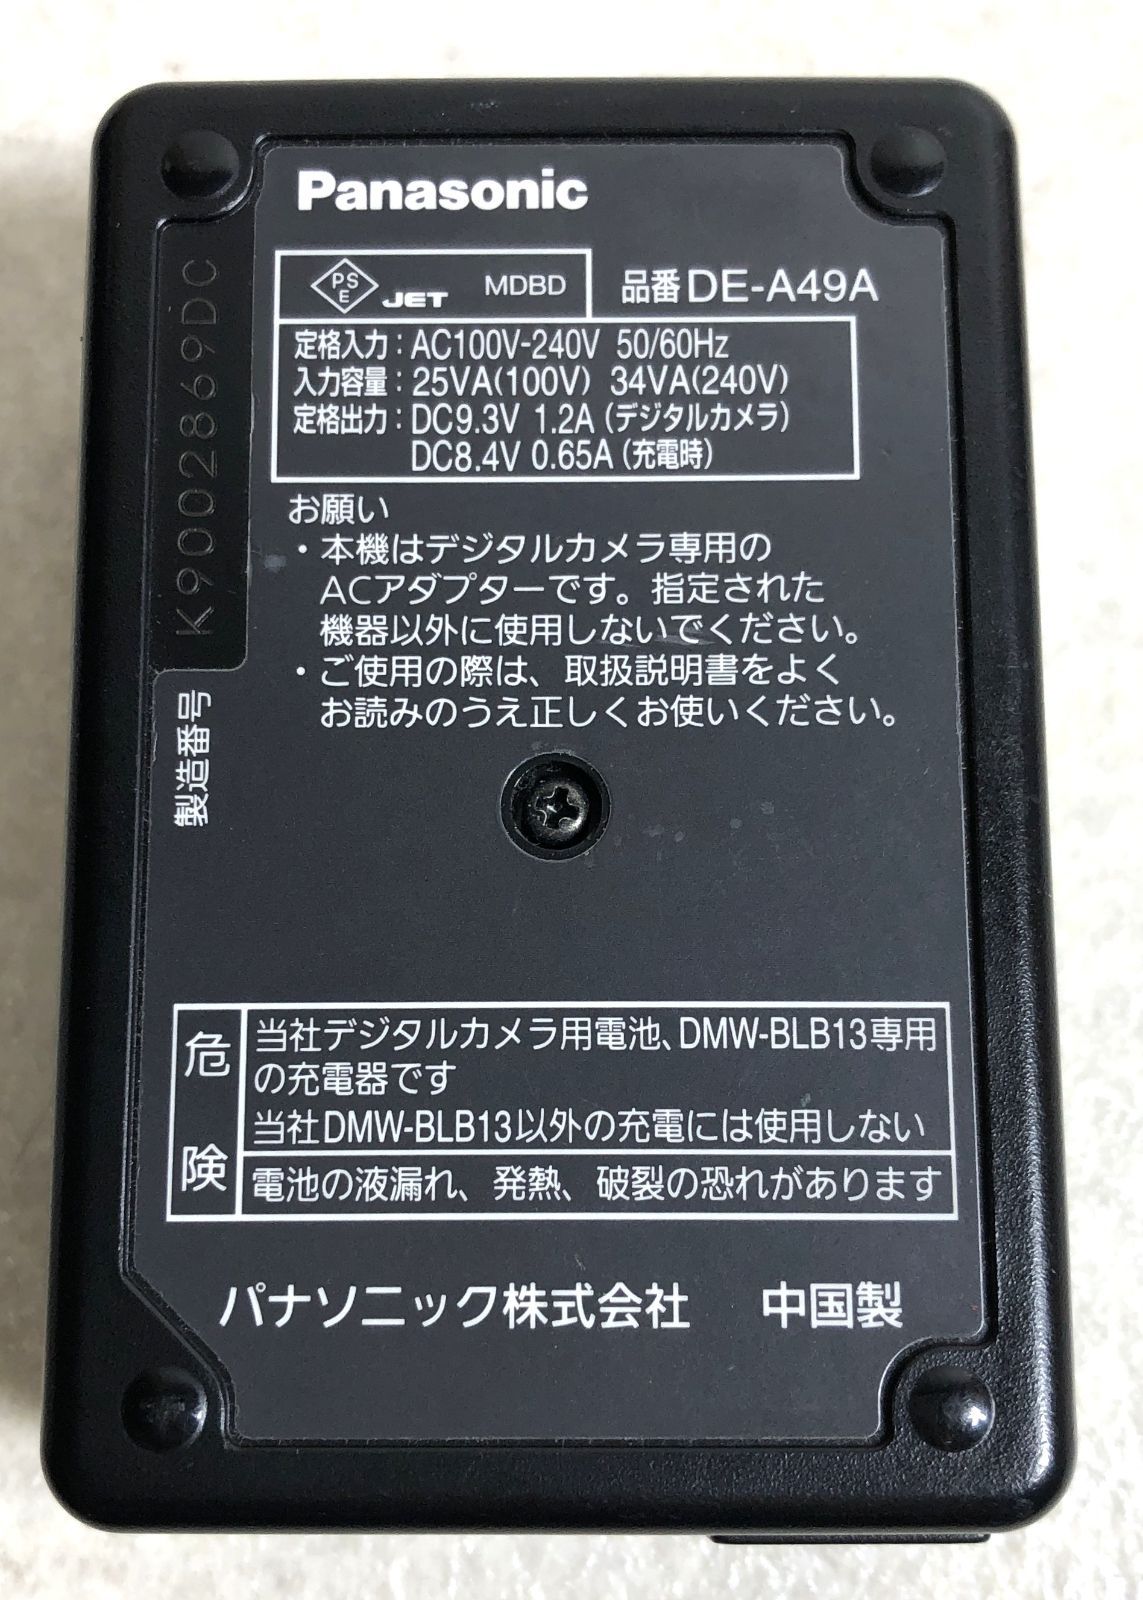 Panasonic
PS
E
JET MDBD 品番 DE-A49A
定格入力：AC100V-240V 50/60Hz
入力容量：25VA(100V) 34VA(240V)
定格出力：DC9.3V 1.2A（デジタルカメラ）
DC8.4V 0.65A（充電時）
お願い
・本機はデジタルカメラ専用の
ACアダプターです。指定された
機器以外に使用しないでください。
・ご使用の際は、取扱説明書をよく
お読みのうえ正しくお使いください。
製造番号 K9002869DC
危険
当社デジタルカメラ用電池、DMW-BLB13専用
の充電器です
当社DMW-BLB13以外の充電には使用しない
電池の液漏れ、発熱、破裂の恐れがあります
パナソニック株式会社 中国製